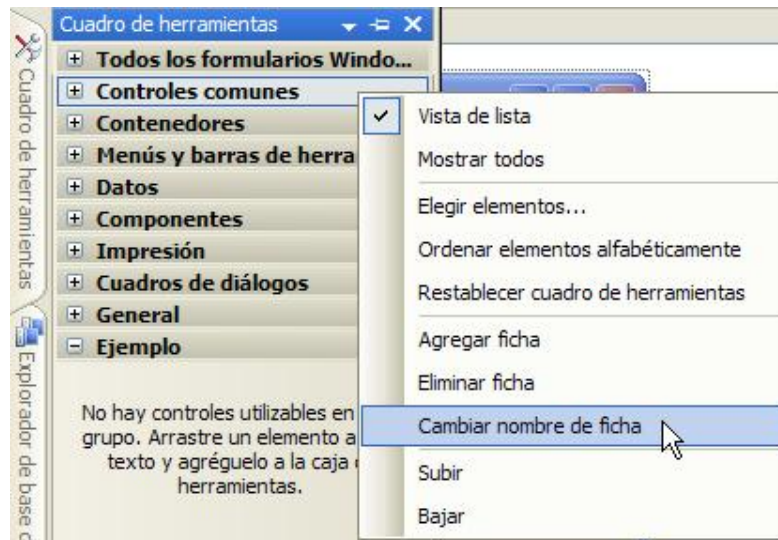 Cuadro de herramientas
Todos los formularios Windo...
Controles comunes
Contenedores
Menús y barras de herra
Datos
Componentes
Impresión
Cuadros de diálogos
General
Ejemplo
No hay controles utilizables en
grupo. Arrastre un elemento a
texto y agréguelo a la caja
herramientas.
Cuadro de herramientas
Explorador de base
Vista de lista
Mostrar todos
Elegir elementos...
Ordenar elementos alfabéticamente
Restablecer cuadro de herramientas
Agregar ficha
Eliminar ficha
Cambiar nombre de ficha
Subir
Bajar